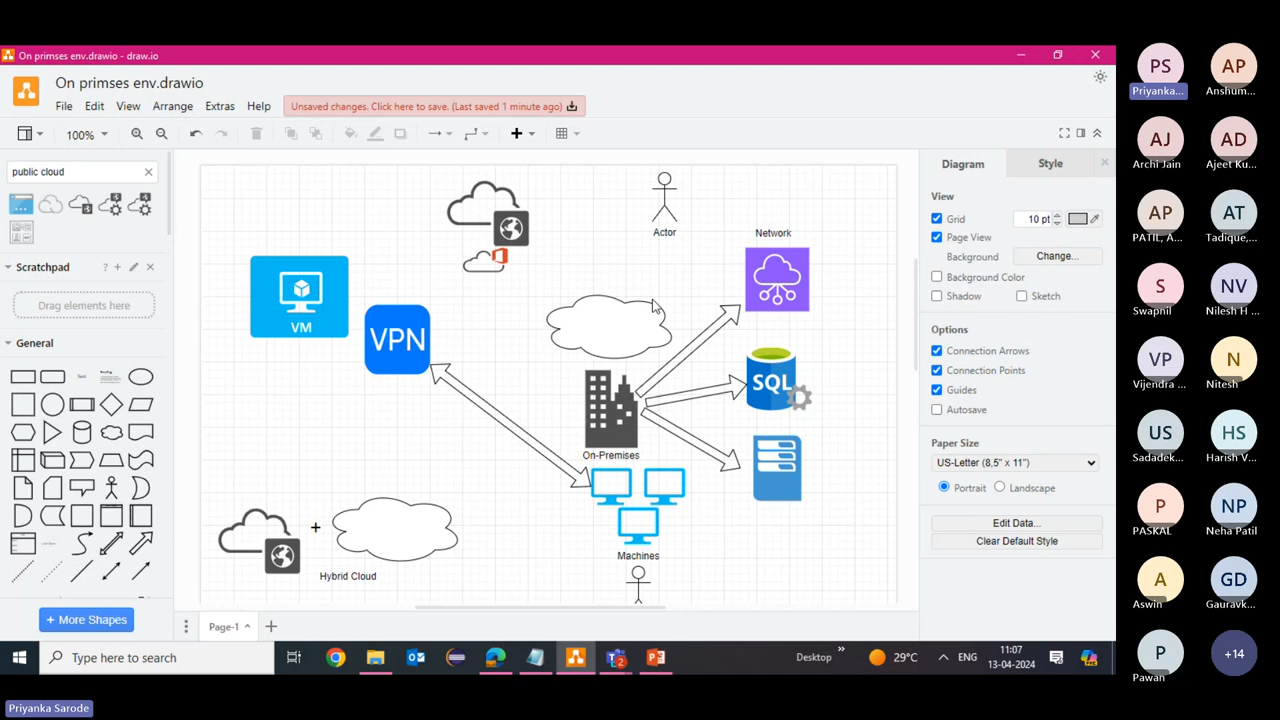 On primses env.drawio - draw.io
On primses env.drawio
File Edit View Arrange Extras Help
Unsaved changes. Click here to save. (Last saved 1 minute ago)
100%
public cloud
Scratchpad
Drag elements here
General
Text
+ More Shapes
Actor
Network
VM
VPN
SQL
On-Premises
Machines
+
Hybrid Cloud
Page-1
Diagram
Style
View
Grid
10 pt
Page View
Background
Change...
Background Color
Shadow
Sketch
Options
Connection Arrows
Connection Points
Guides
Autosave
Paper Size
US-Letter (8,5" x 11")
Portrait
Landscape
Edit Data...
Clear Default Style
Type here to search
2
Desktop
29°C
ENG
11:07
13-04-2024
PS
Priyanka...
AP
Anshum...
AJ
Archi Jain
AD
Ajeet Ku...
AP
PATIL, A...
AT
Tadique,...
S
Swapnil
NV
Nilesh H ...
VP
Vijendra ...
N
Nitesh
US
Sadadek...
HS
Harish V...
P
PASKAL
NP
Neha Patil
A
Aswin
GD
Gauravk...
P
Pawan
+14
Priyanka Sarode